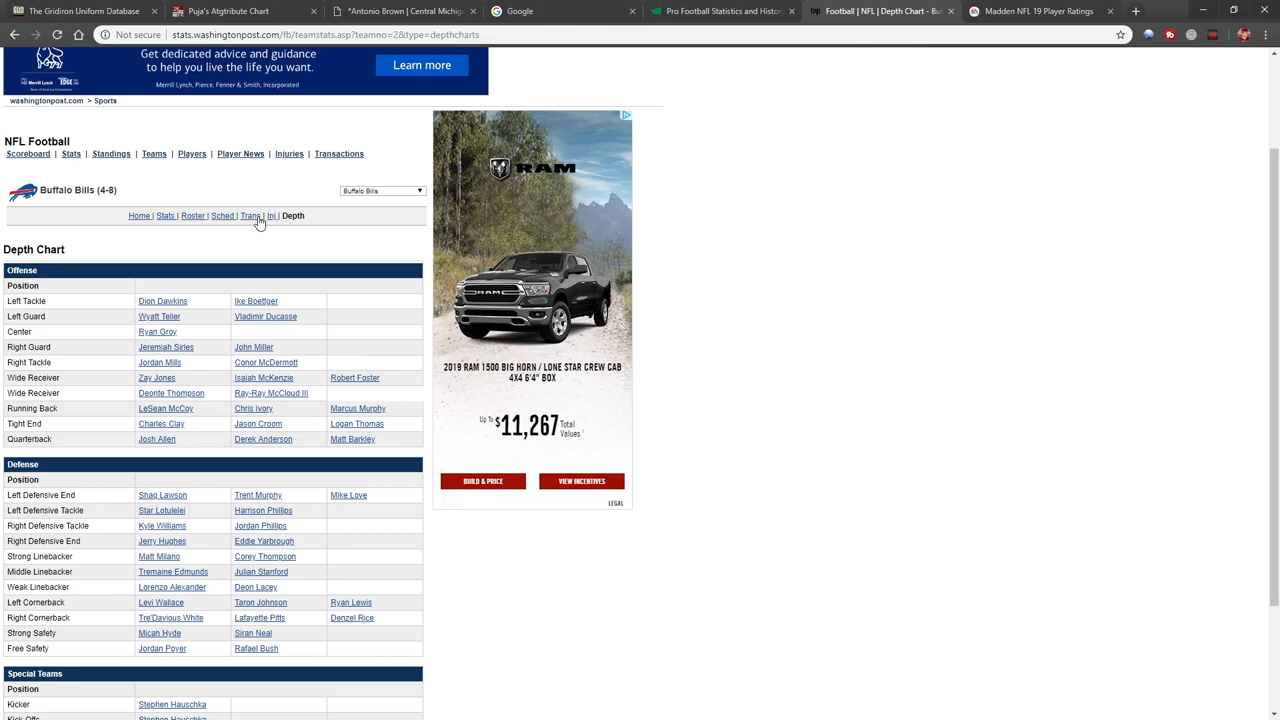 *Antonio Brown | Pittsburgh S
Google
Pro Football Statistics and Histor
Football | NFL | Depth Chart - Bu
Madden NFL 19 Player Ratings
Not secure | stats.washingtonpost.com/fb/teamstats.asp?teamno=2&type=depthcharts
Get dedicated advice and guidance
to help you live the life you want.
Learn more
Merrill Lynch, Pierce, Fenner & Smith, Incorporated
washingtonpost.com > Sports
NFL Football
Scoreboard | Stats | Standings | Teams | Players | Player News | Injuries | Transactions
Buffalo Bills (4-8)
Buffalo Bills
Home | Stats | Roster | Sched | Trans | Inj | Depth
Depth Chart
Offense
Position
Left Tackle Dion Dawkins Ike Boettger
Left Guard Wyatt Teller Vladimir Ducasse
Center Ryan Groy
Right Guard Jeremiah Sirles John Miller
Right Tackle Jordan Mills Conor McDermott
Wide Receiver Zay Jones Isaiah McKenzie Robert Foster
Wide Receiver Deonte Thompson Ray-Ray McCloud III
Running Back LeSean McCoy Chris Ivory Marcus Murphy
Tight End Charles Clay Jason Croom Logan Thomas
Quarterback Josh Allen Derek Anderson Matt Barkley
Defense
Position
Left Defensive End Shaq Lawson Trent Murphy Mike Love
Left Defensive Tackle Star Lotulelei Harrison Phillips
Right Defensive Tackle Kyle Williams Jordan Phillips
Right Defensive End Jerry Hughes Eddie Yarbrough
Strong Linebacker Matt Milano Corey Thompson
Middle Linebacker Tremaine Edmunds Julian Stanford
Weak Linebacker Lorenzo Alexander Deon Lacey
Left Cornerback Levi Wallace Taron Johnson Ryan Lewis
Right Cornerback Tre'Davious White Lafayette Pitts Denzel Rice
Strong Safety Micah Hyde Siran Neal
Free Safety Jordan Poyer Rafael Bush
Special Teams
Position
Kicker Stephen Hauschka
Kick Offs Stephen Hauschka
RAM
RAM
2019 RAM 1500 BIG HORN / LONE STAR CREW CAB
4X4 6'4" BOX
Up To $11,267 Total Values
BUILD & PRICE
VIEW INCENTIVES
LEGAL